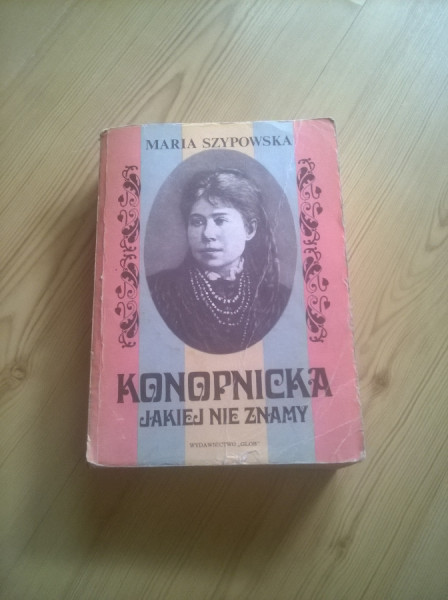 MARIA SZYPOWSKA
KONOPNICKA
JAKIEJ NIE ZNAMY
WYDAWNICTWO „GLOB"